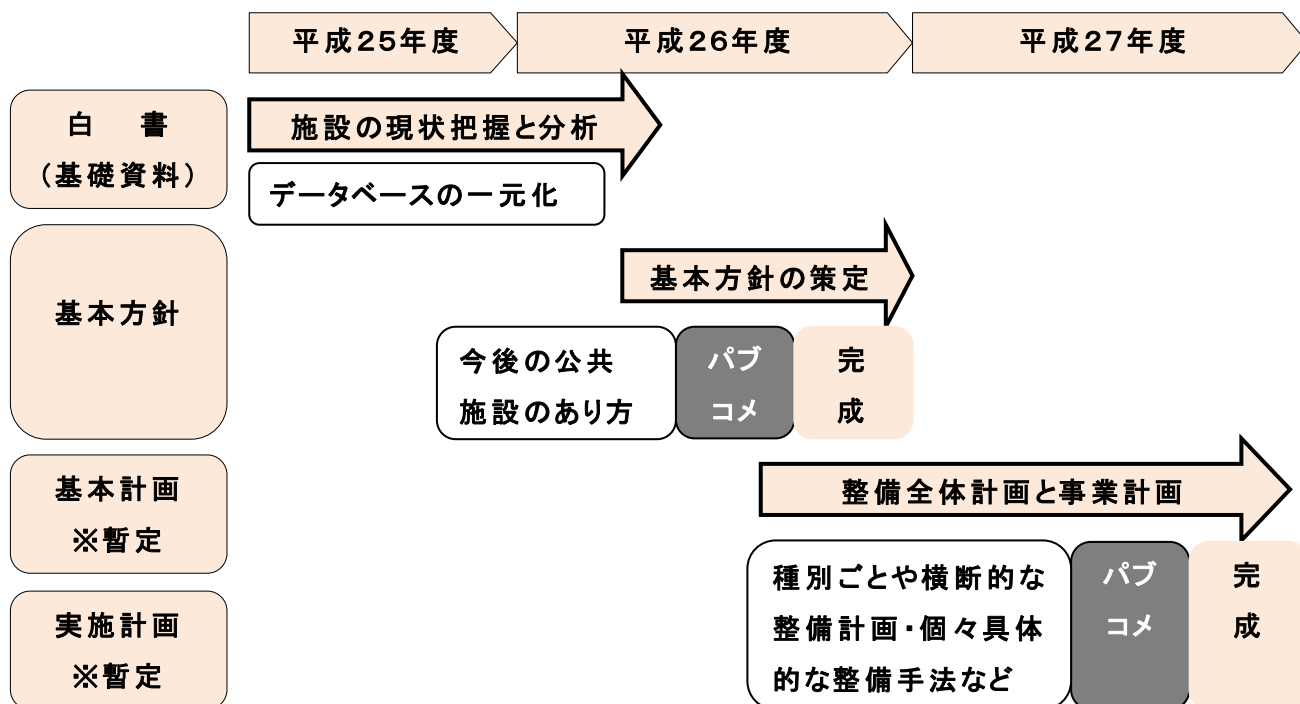 平成25年度
平成26年度
平成27年度
白 書
（基礎資料）
施設の現状把握と分析
データベースの一元化
基本方針
基本方針の策定
今後の公共
施設のあり方
パブ
コメ
完
成
基本計画
※暫定
整備全体計画と事業計画
実施計画
※暫定
種別ごとや横断的な
整備計画・個々具体
的な整備手法など
パブ
コメ
完
成